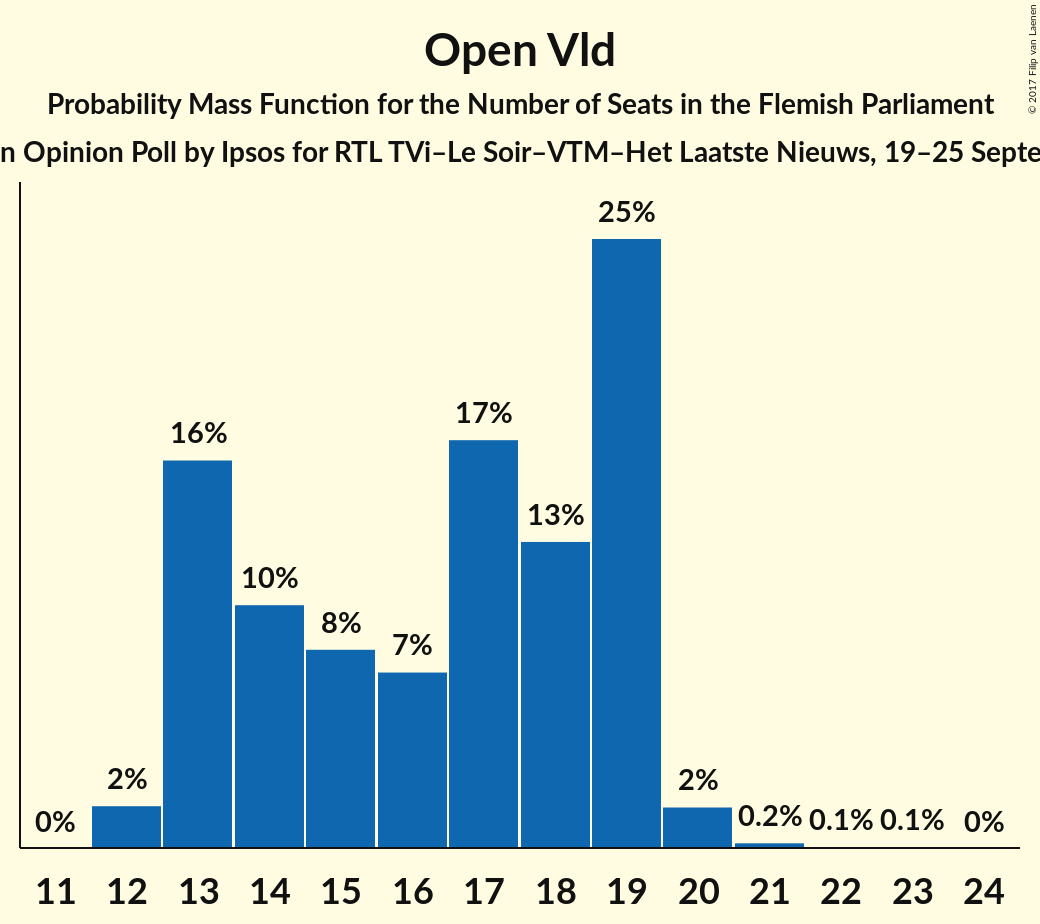 Open Vld
Probability Mass Function for the Number of Seats in the Flemish Parliament
n Opinion Poll by Ipsos for RTL TVi–Le Soir–VTM–Het Laatste Nieuws, 19–25 Septe
© 2017 Filip van Laenen
0% 2% 16% 10% 8% 7% 17% 13% 25% 2% 0.2% 0.1% 0.1% 0%
11 12 13 14 15 16 17 18 19 20 21 22 23 24